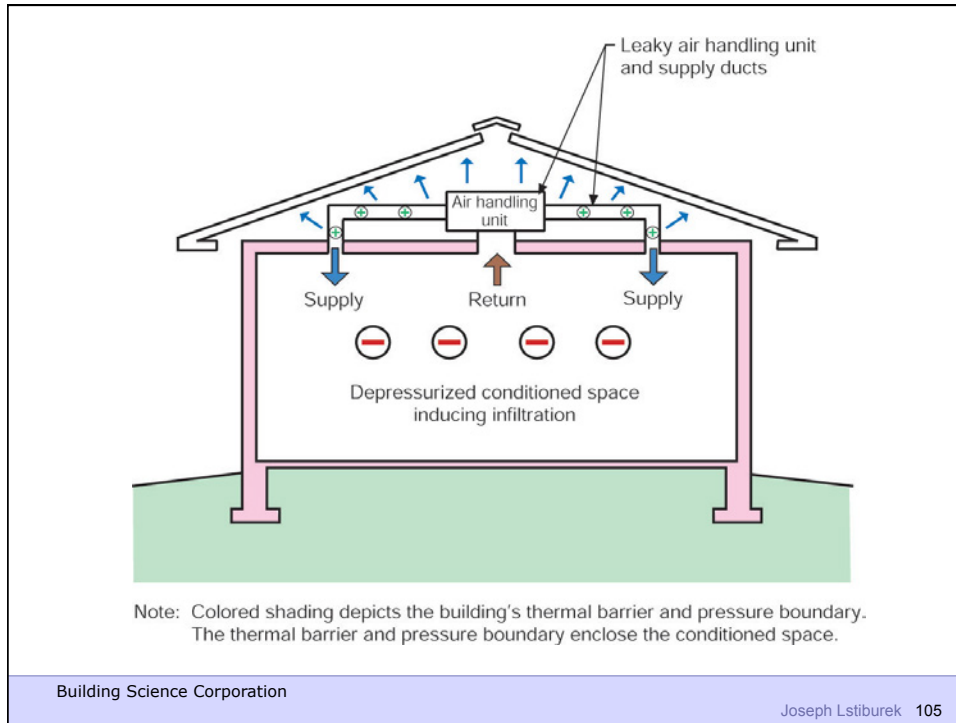 Leaky air handling unit
and supply ducts
Air handling
unit
Supply
Return
Supply
Depressurized conditioned space
inducing infiltration
Note: Colored shading depicts the building's thermal barrier and pressure boundary.
The thermal barrier and pressure boundary enclose the conditioned space.
Building Science Corporation
Joseph Lstiburek 105